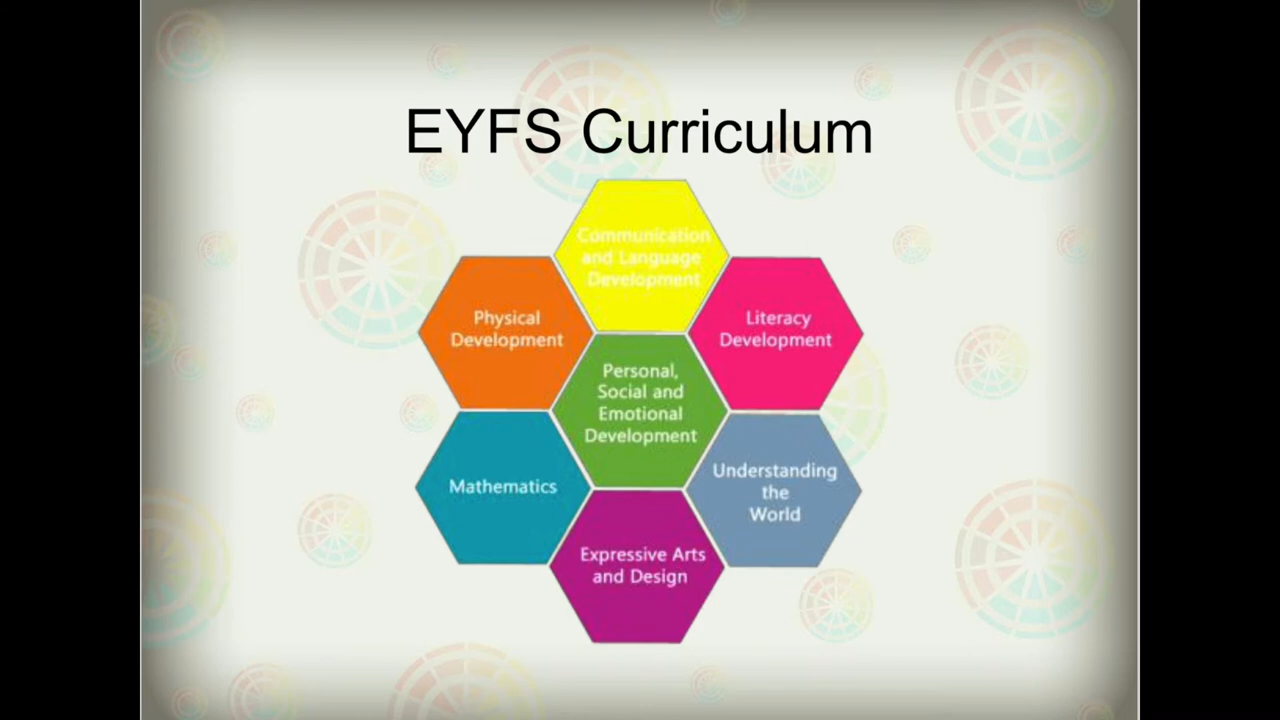 EYFS Curriculum
Communication
and Language
Development
Physical
Development
Literacy
Development
Personal,
Social and
Emotional
Development
Mathematics
Understanding
the
World
Expressive Arts
and Design